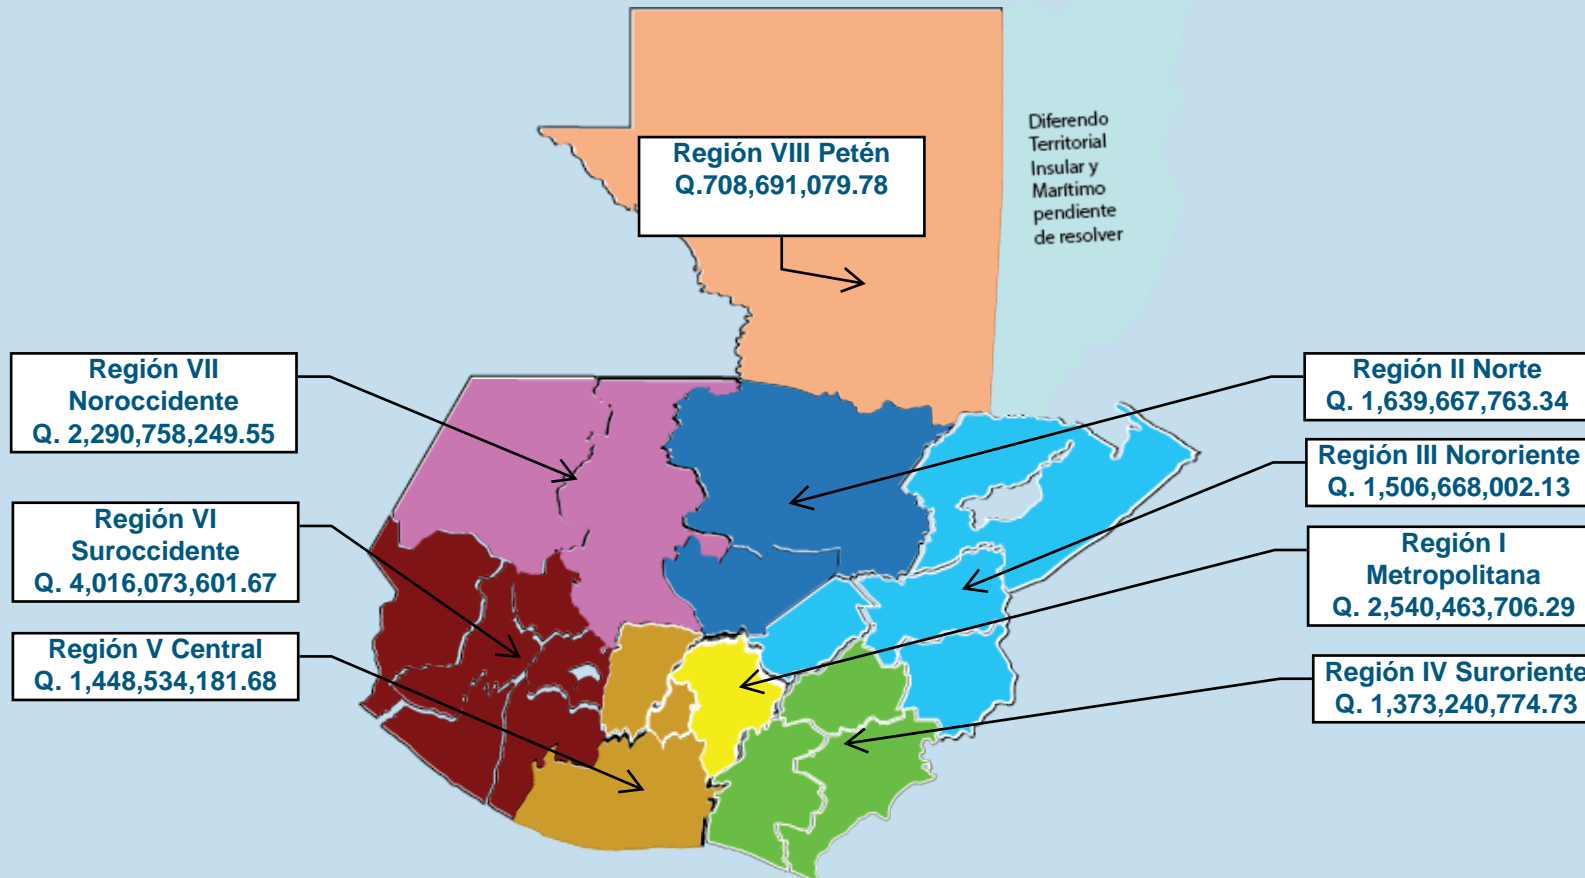 Diferendo
Territorial
Insular y
Marítimo
pendiente
de resolver
Región VIII Petén
Q.708,691,079.78
Región VII
Noroccidente
Q. 2,290,758,249.55
Región II Norte
Q. 1,639,667,763.34
Región III Nororiente
Q. 1,506,668,002.13
Región VI
Suroccidente
Q. 4,016,073,601.67
Región I
Metropolitana
Q. 2,540,463,706.29
Región V Central
Q. 1,448,534,181.68
Región IV Suroriente
Q. 1,373,240,774.73